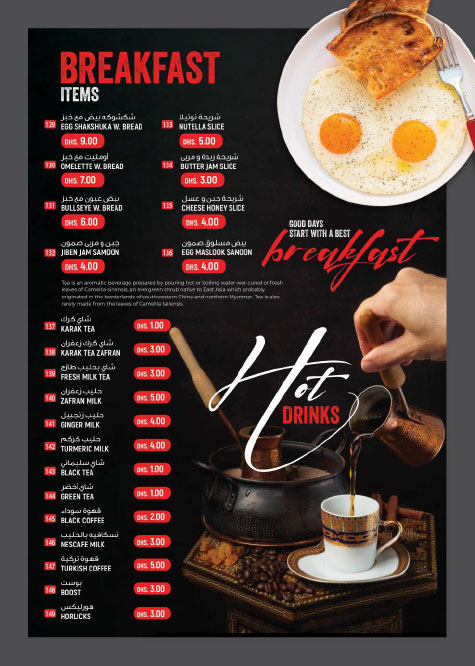 BREAKFAST
ITEMS
شكشوكه بيض مع خبز
129 EGG SHAKSHUKA W. BREAD
DHS. 9.00
أومليت مع خبز
130 OMELETTE W. BREAD
DHS. 7.00
بيض عيون مع خبز
131 BULLSEYE W. BREAD
DHS. 6.00
جبن و مربى صمون
132 JIBEN JAM SAMOON
DHS. 4.00
شريحة نوتيلا
133 NUTELLA SLICE
DHS. 5.00
شريحة زبدة و مربى
134 BUTTER JAM SLICE
DHS. 3.00
شريحة جبن و عسل
135 CHEESE HONEY SLICE
DHS. 4.00
بيض مسلوق صمون
136 EGG MASLOOK SANOON
DHS. 4.00
GOOD DAYS
START WITH A BEST
breakfast
Tea is an aromatic beverage prepared by pouring hot or boiling water over cured or fresh
leaves of Camellia sinensis, an evergreen shrub native to East Asia which probably
originated in the borderlands of southwestern China and northern Myanmar. Tea is also
rarely made from the leaves of Camellia taliensis.
شاي كرك
137 KARAK TEA DHS. 1.00
شاي كرك زعفران
138 KARAK TEA ZAFRAN DHS. 3.00
شاي بحليب طازج
139 FRESH MILK TEA DHS. 3.00
حليب زعفران
140 ZAFRAN MILK DHS. 5.00
حليب زنجبيل
141 GINGER MILK DHS. 4.00
حليب كركم
142 TURMERIC MILK DHS. 4.00
شاي سليماني
143 BLACK TEA DHS. 1.00
شاي أخضر
144 GREEN TEA DHS. 1.00
قهوة سوداء
145 BLACK COFFEE DHS. 2.00
نسكافيه بالحليب
146 NESCAFE MILK DHS. 3.00
قهوة تركية
147 TURKISH COFFEE DHS. 5.00
بوست
148 BOOST DHS. 3.00
هورليكس
149 HORLICKS DHS. 3.00
Hot
DRINKS